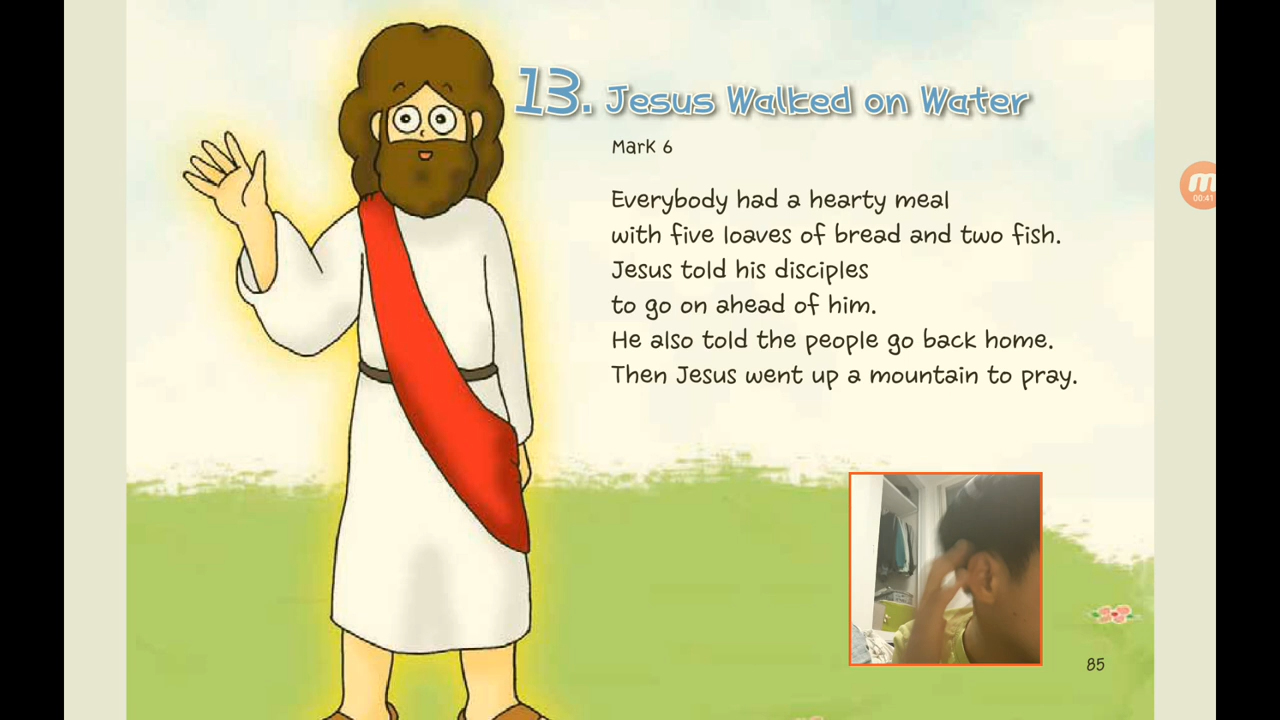 13. Jesus Walked on Water
Mark 6
Everybody had a hearty meal
with five loaves of bread and two fish.
Jesus told his disciples
to go on ahead of him.
He also told the people go back home.
Then Jesus went up a mountain to pray.
00:41
85